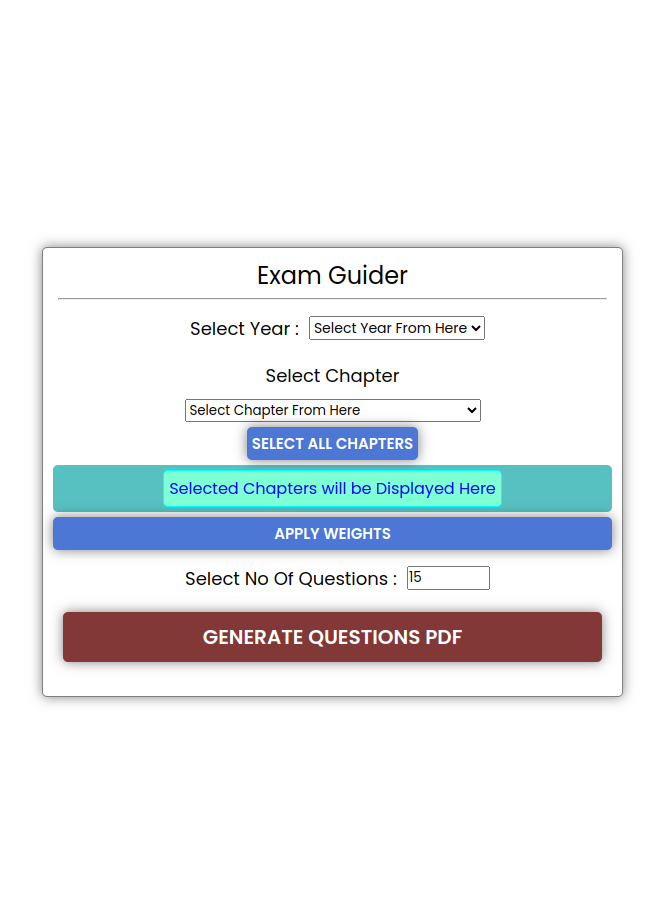 Exam Guider
Select Year : Select Year From Here
Select Chapter
Select Chapter From Here
SELECT ALL CHAPTERS
Selected Chapters will be Displayed Here
APPLY WEIGHTS
Select No Of Questions : 15
GENERATE QUESTIONS PDF